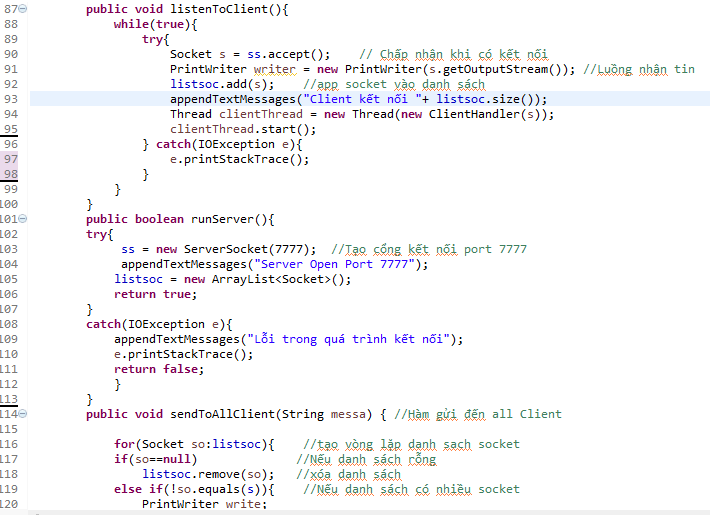 87 public void listenToClient(){
88 while(true){
89 try{
90 Socket s = ss.accept(); // Chấp nhận khi có kết nối
91 PrintWriter writer = new PrintWriter(s.getOutputStream()); //Luồng nhận tin
92 listsoc.add(s); //app socket vào danh sách
93 appendTextMessages("Client kết nối "+ listsoc.size());
94 Thread clientThread = new Thread(new ClientHandler(s));
95 clientThread.start();
96 } catch(IOException e){
97 e.printStackTrace();
98 }
99 }
100 }
101 public boolean runServer(){
102 try{
103 ss = new ServerSocket(7777); //Tạo cổng kết nối port 7777
104 appendTextMessages("Server Open Port 7777");
105 listsoc = new ArrayList<Socket>();
106 return true;
107 }
108 catch(IOException e){
109 appendTextMessages("Lỗi trong quá trình kết nối");
110 e.printStackTrace();
111 return false;
112 }
113 }
114 public void sendToAllClient(String messa) { //Hàm gửi đến all Client
115
116 for(Socket so:listsoc){ //tạo vòng lặp danh sach socket
117 if(so==null) //Nếu danh sách rỗng
118 listsoc.remove(so); //xóa danh sách
119 else if(!so.equals(s)){ //Nếu danh sách có nhiều socket
120 PrintWriter write;